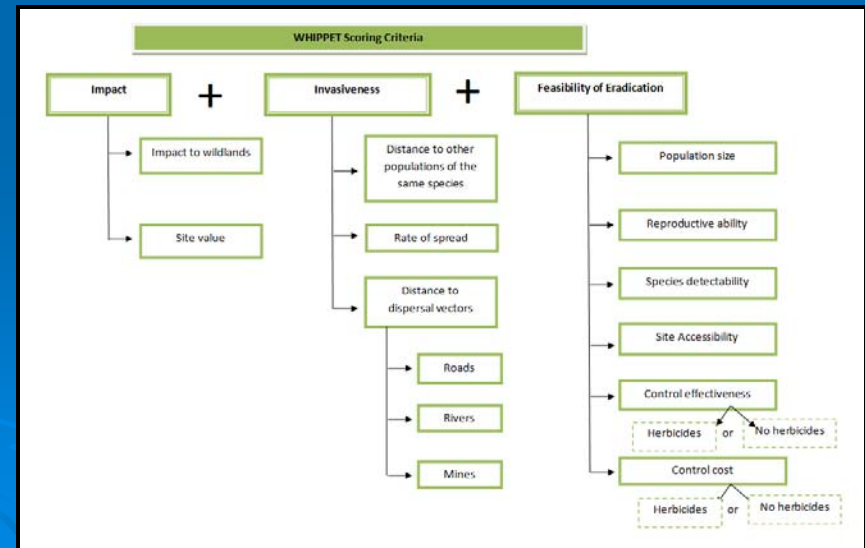 WHIPPET Scoring Criteria
Impact
+
Invasiveness
+
Feasibility of Eradication
Impact to wildlands
Site value
Distance to other
populations of the
same species
Rate of spread
Distance to
dispersal vectors
Roads
Rivers
Mines
Population size
Reproductive ability
Species detectability
Site Accessibility
Control effectiveness
Herbicides or No herbicides
Control cost
Herbicides or No herbicides